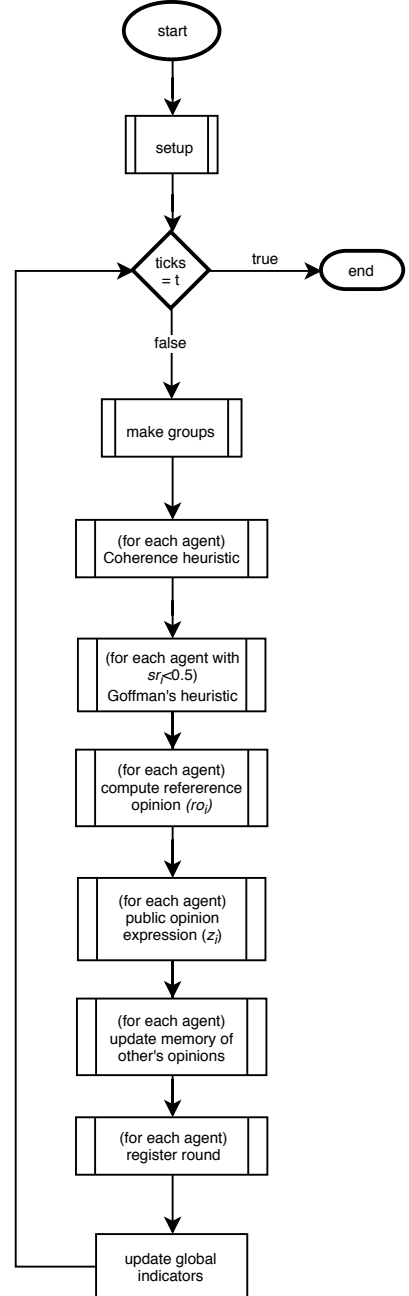 start
setup
ticks
= t
true
end
false
make groups
(for each agent)
Coherence heuristic
(for each agent with
sri<0.5)
Goffman's heuristic
(for each agent)
compute refererence
opinion (roi)
(for each agent)
public opinion
expression (zi)
(for each agent)
update memory of
other's opinions
(for each agent)
register round
update global
indicators